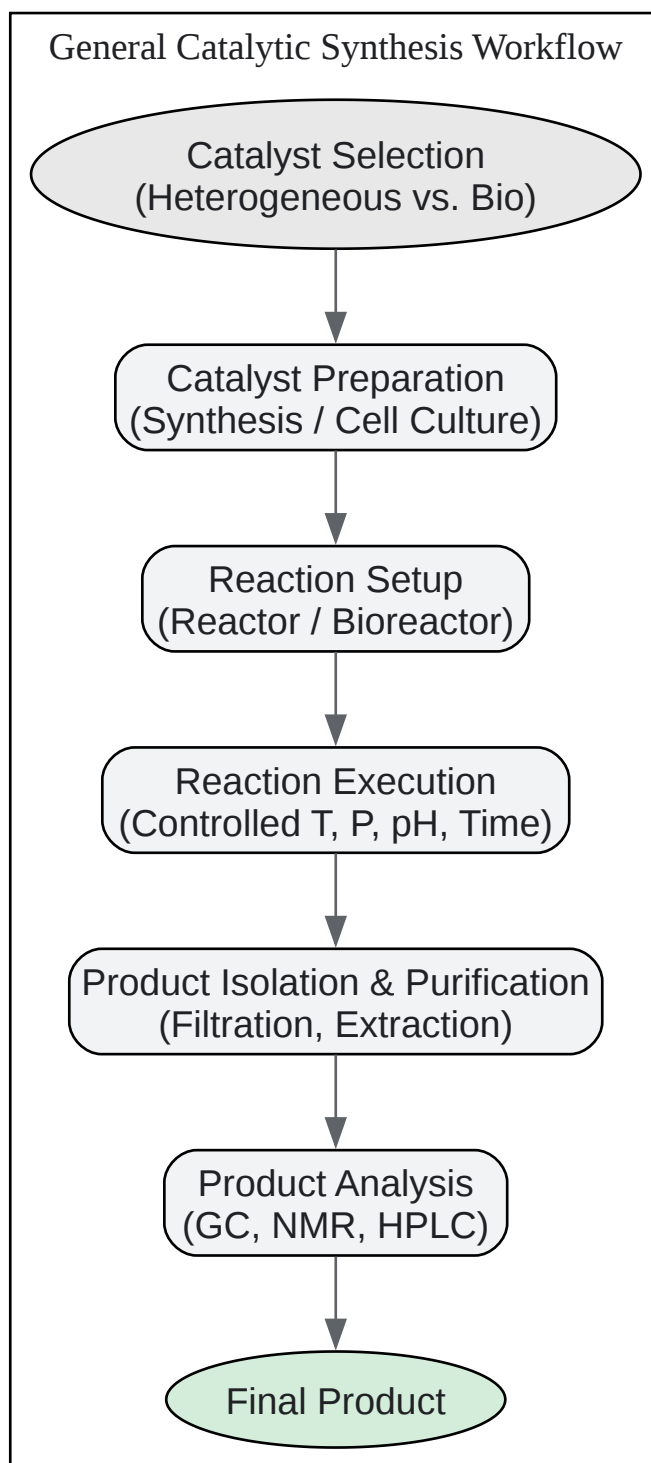 General Catalytic Synthesis Workflow
Catalyst Selection
(Heterogeneous vs. Bio)
Catalyst Preparation
(Synthesis / Cell Culture)
Reaction Setup
(Reactor / Bioreactor)
Reaction Execution
(Controlled T, P, pH, Time)
Product Isolation & Purification
(Filtration, Extraction)
Product Analysis
(GC, NMR, HPLC)
Final Product